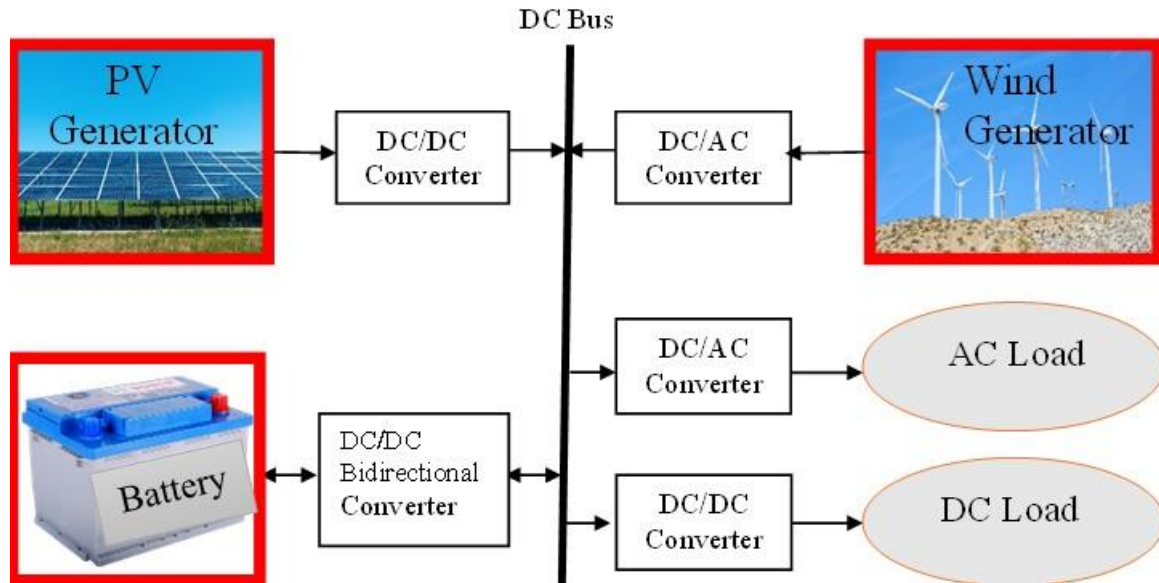 DC Bus
PV
Generator
DC/DC
Converter
DC/AC
Converter
Wind
Generator
Battery
DC/DC
Bidirectional
Converter
DC/AC
Converter
AC Load
DC/DC
Converter
DC Load